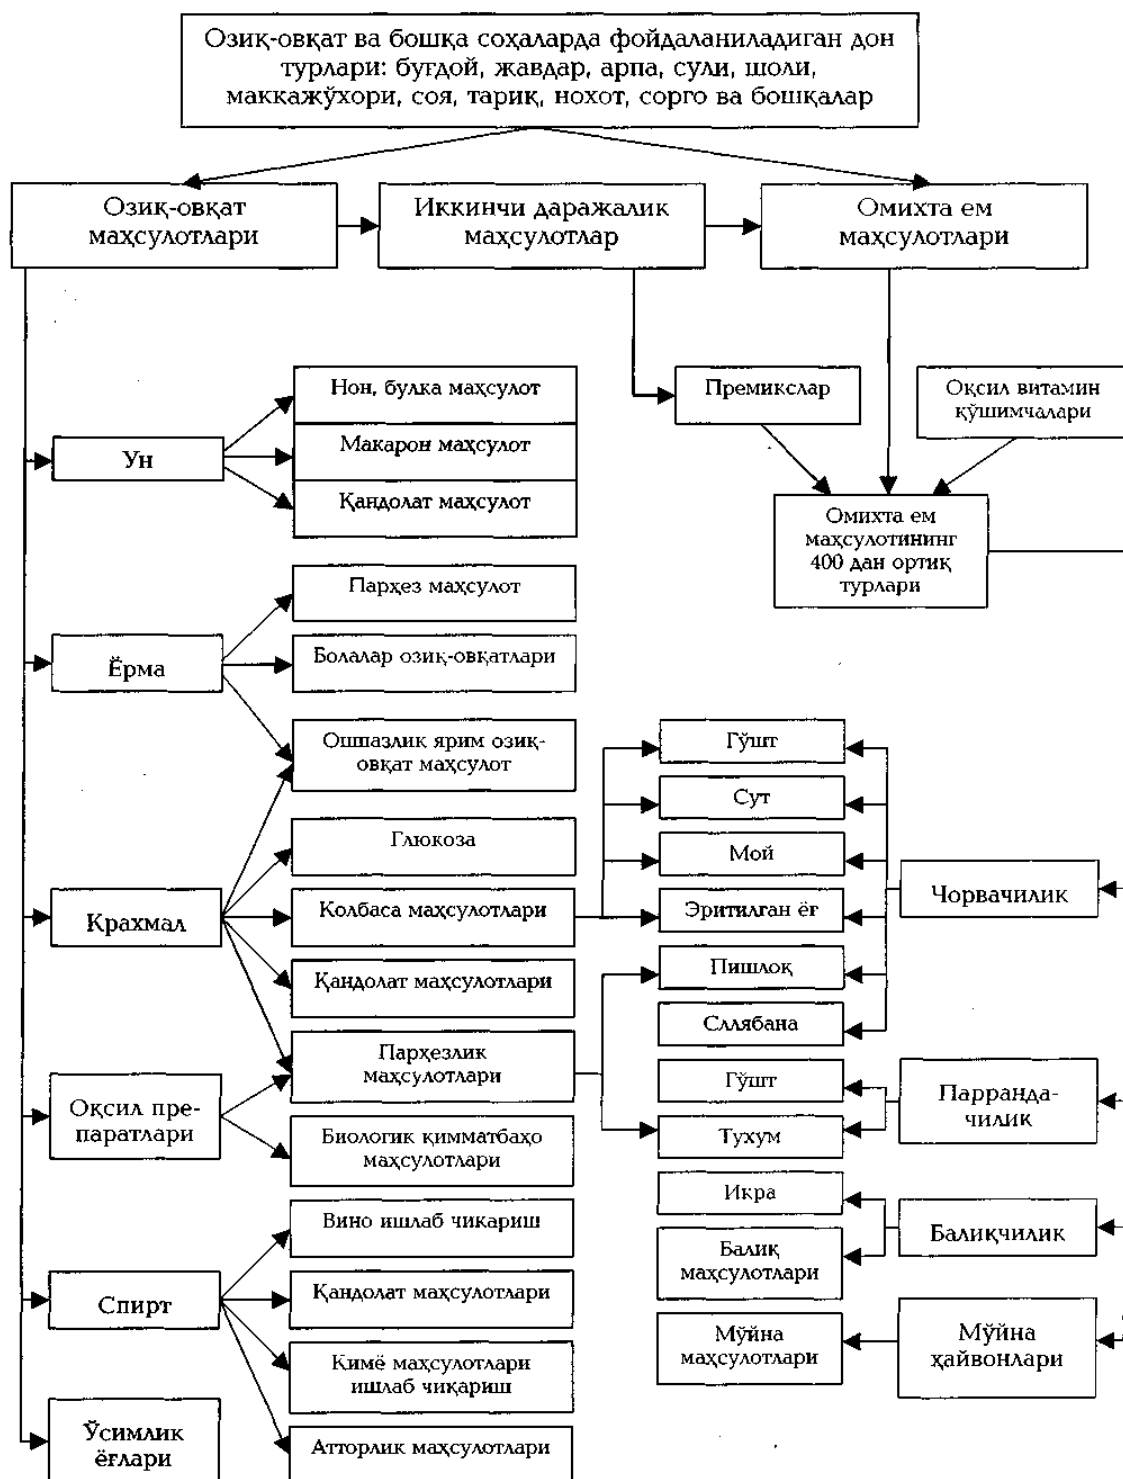 Озиқ-овқат ва бошқа соҳаларда фойдаланиладиган дон
турлари: буғдой, жавдар, арпа, сули, шоли,
маккажўхори, соя, тариқ, нохот, сорго ва бошқалар
Озиқ-овқат
маҳсулотлари
Иккинчи даражалик
маҳсулотлар
Омихта ем
маҳсулотлари
Ун
Нон, булка маҳсулот
Макарон маҳсулот
Қандолат маҳсулот
Премикслар
Оқсил витамин
қўшимчалари
Омихта ем
маҳсулотининг
400 дан ортиқ
турлари
Ёрма
Парҳез маҳсулот
Болалар озиқ-овқатлари
Ошпазлик ярим озиқ-
овқат маҳсулот
Крахмал
Глюкоза
Колбаса маҳсулотлари
Қандолат маҳсулотлари
Парҳезлик
маҳсулотлари
Оқсил пре-
паратлари
Биологик қимматбаҳо
маҳсулотлари
Спирт
Вино ишлаб чикариш
Қандолат маҳсулотлари
Кимё маҳсулотлари
ишлаб чиқариш
Атторлик маҳсулотлари
Ўсимлик
ёғлари
Гўшт
Сут
Мой
Эритилган ёғ
Пишлоқ
Сллябана
Чорвачилик
Гўшт
Тухум
Парранда-
чилик
Икра
Балиқ
маҳсулотлари
Балиқчилик
Мўйна
маҳсулотлари
Мўйна
ҳайвонлари